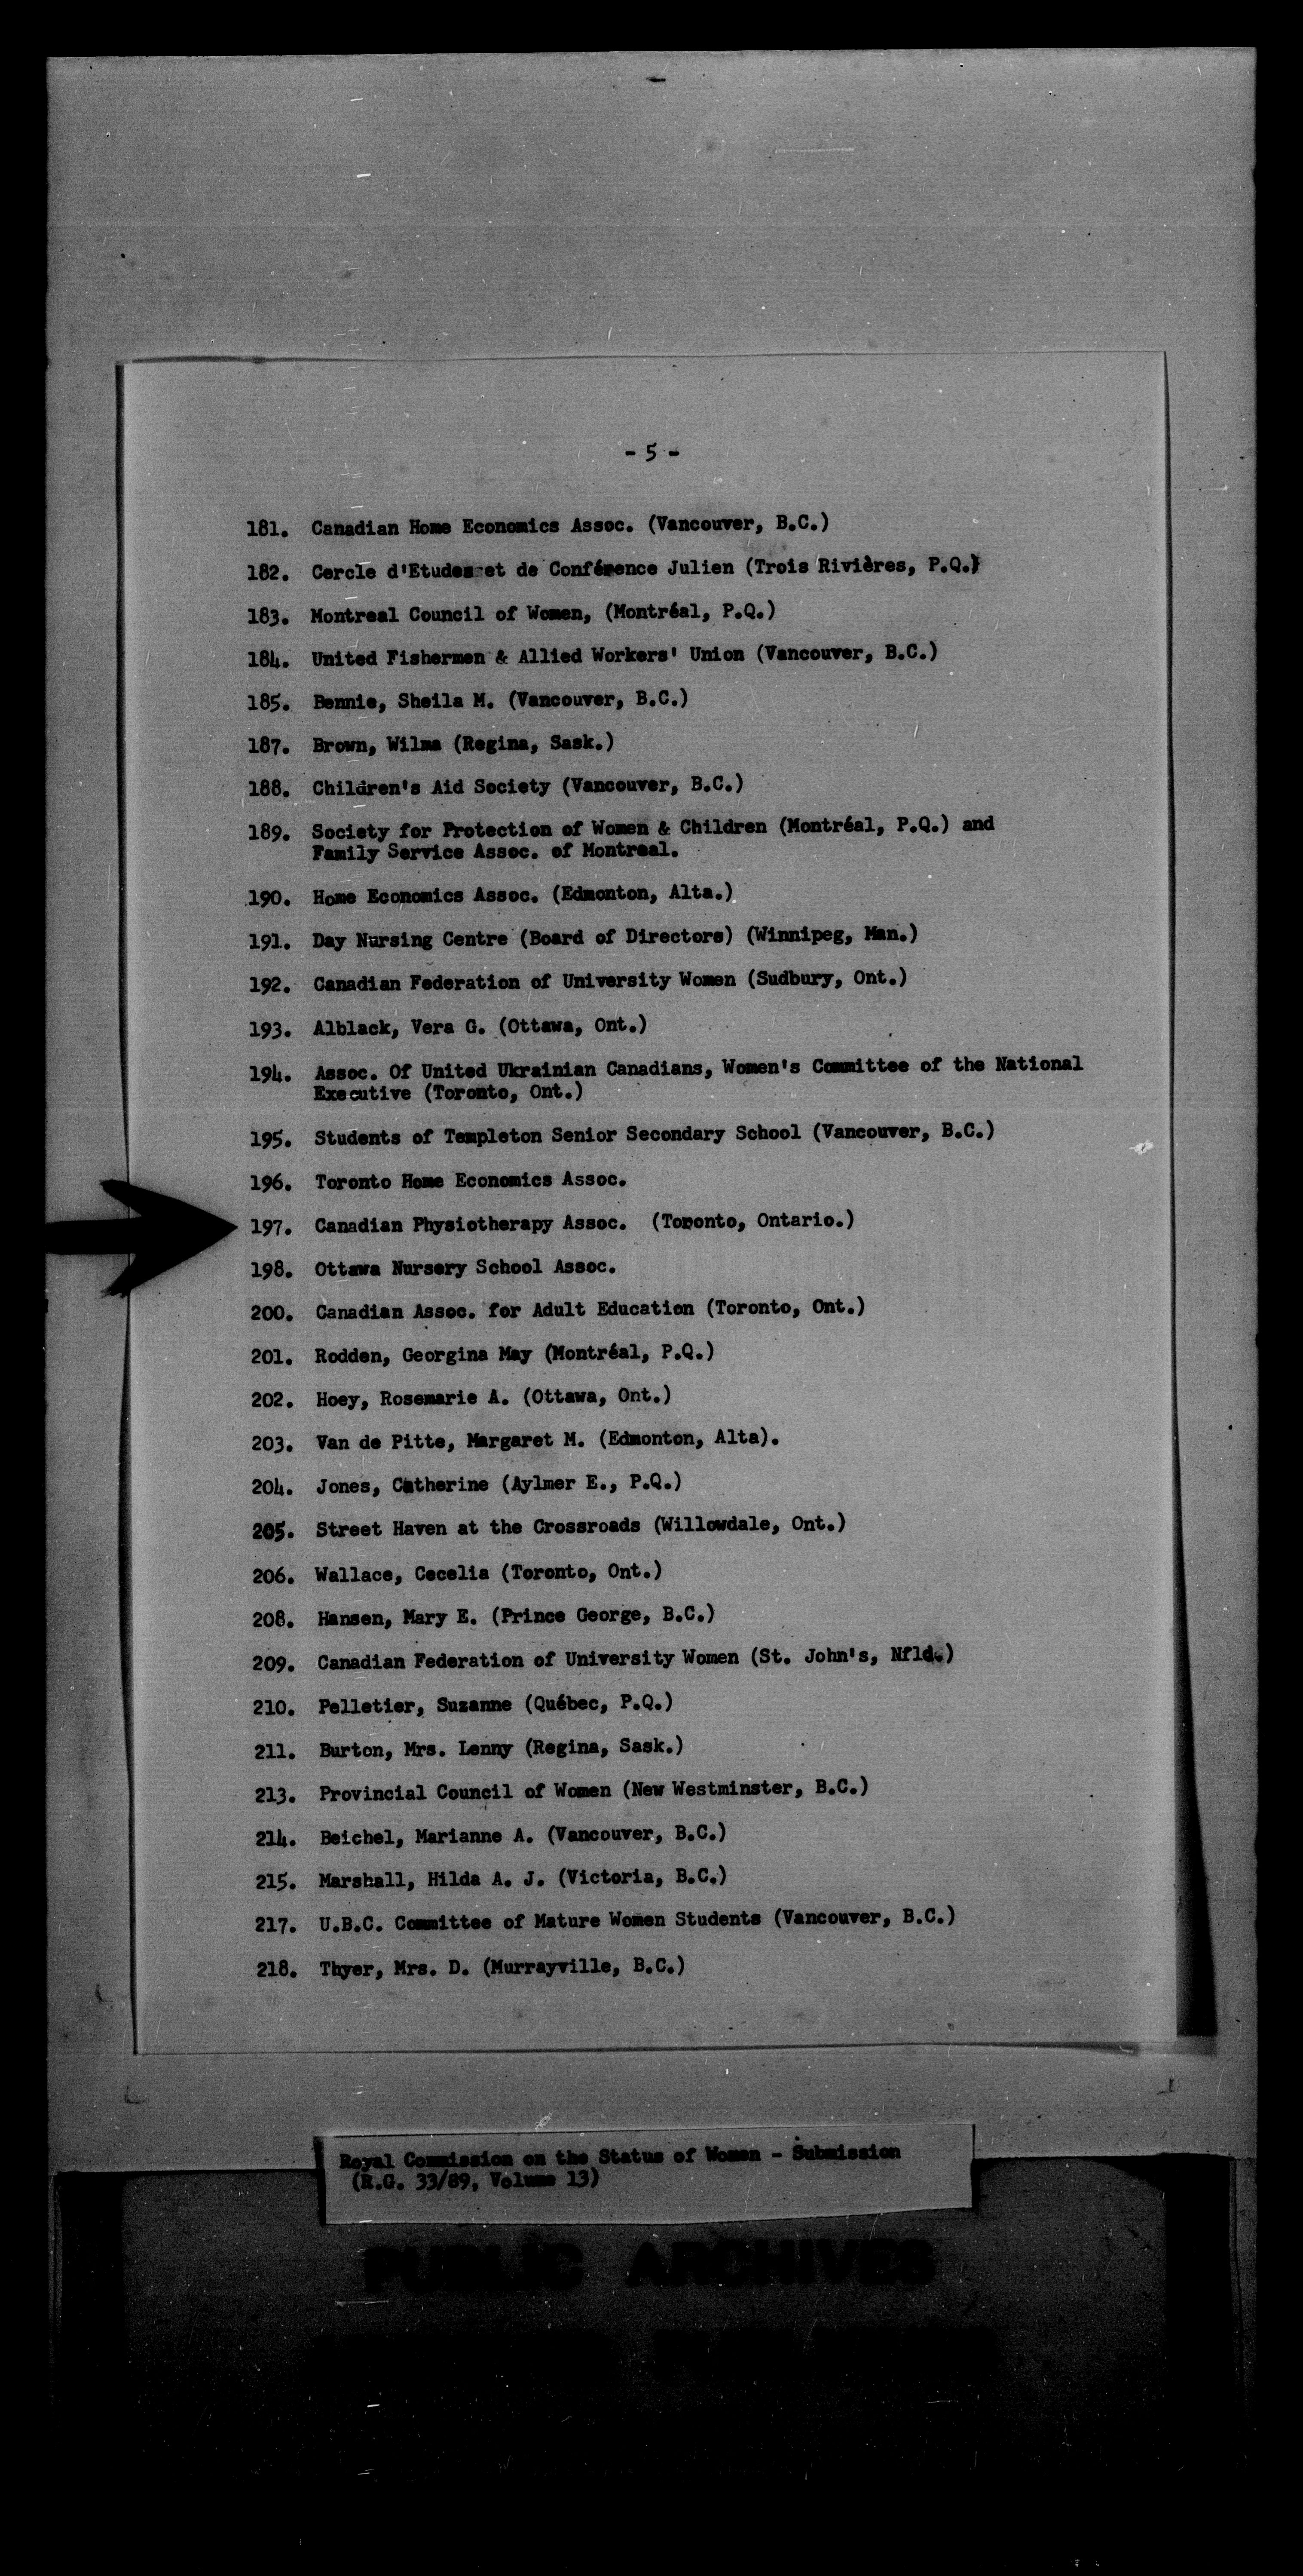 - 5 -
181. Canadian Home Economics Assoc. (Vancouver, B.C.)
182. Cercle d'Etudes et de Conférence Julien (Trois Rivières, P.Q.)
183. Montreal Council of Women, (Montréal, P.Q.)
184. United Fishermen & Allied Workers' Union (Vancouver, B.C.)
185. Bennie, Sheila M. (Vancouver, B.C.)
187. Brown, Wilma (Regina, Sask.)
188. Children's Aid Society (Vancouver, B.C.)
189. Society for Protection of Women & Children (Montréal, P.Q.) and
Family Service Assoc. of Montreal.
190. Home Economics Assoc. (Edmonton, Alta.)
191. Day Nursing Centre (Board of Directors) (Winnipeg, Man.)
192. Canadian Federation of University Women (Sudbury, Ont.)
193. Alblack, Vera G. (Ottawa, Ont.)
194. Assoc. Of United Ukrainian Canadians, Women's Committee of the National
Executive (Toronto, Ont.)
195. Students of Templeton Senior Secondary School (Vancouver, B.C.)
196. Toronto Home Economics Assoc.
197. Canadian Physiotherapy Assoc. (Toronto, Ontario.)
198. Ottawa Nursery School Assoc.
200. Canadian Assoc. for Adult Education (Toronto, Ont.)
201. Rodden, Georgina May (Montréal, P.Q.)
202. Hoey, Rosemarie A. (Ottawa, Ont.)
203. Van de Pitte, Margaret M. (Edmonton, Alta).
204. Jones, Catherine (Aylmer E., P.Q.)
205. Street Haven at the Crossroads (Willowdale, Ont.)
206. Wallace, Cecelia (Toronto, Ont.)
208. Hansen, Mary E. (Prince George, B.C.)
209. Canadian Federation of University Women (St. John's, Nfld.)
210. Pelletier, Suzanne (Québec, P.Q.)
211. Burton, Mrs. Lenny (Regina, Sask.)
213. Provincial Council of Women (New Westminster, B.C.)
214. Beichel, Marianne A. (Vancouver, B.C.)
215. Marshall, Hilda A. J. (Victoria, B.C.)
217. U.B.C. Committee of Mature Women Students (Vancouver, B.C.)
218. Thyer, Mrs. D. (Murrayville, B.C.)
Royal Commission on the Status of Women - Submission
(R.G. 33/89, Volume 13)
PUBLIC ARCHIVES